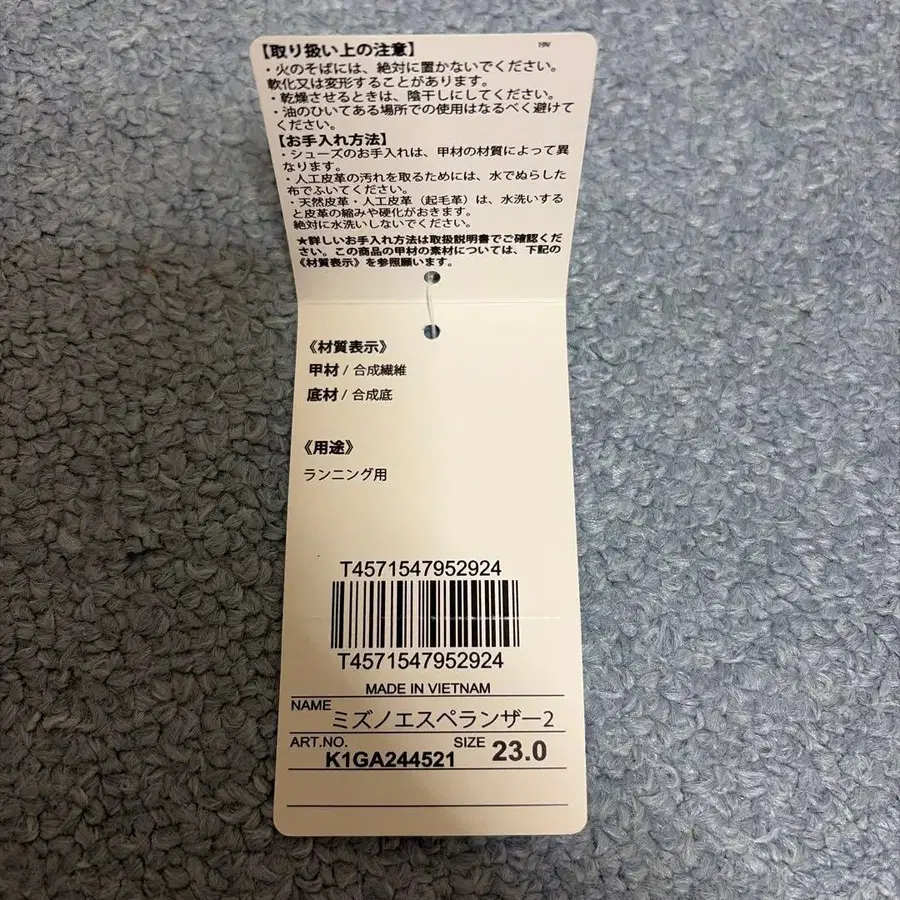 【取り扱い上の注意】
19V
・火のそばには、絶対に置かないでください。
軟化又は変形することがあります。
・乾燥させるときは、陰干しにしてください。
・油のひいてある場所での使用はなるべく避けて
ください。
【お手入れ方法】
・シューズのお手入れは、甲材の材質によって異
なります。
・人工皮革の汚れを取るためには、水でぬらした
布でふいてください。
・天然皮革・人工皮革（起毛革）は、水洗いする
と皮革の縮みや硬化がおきます。
絶対に水洗いしないでください。
★詳しいお手入れ方法は取扱説明書でご確認くだ
さい。この商品の甲材の素材については、下記の
《材質表示》を参照願います。
《材質表示》
甲材 / 合成繊維
底材 / 合成底
《用途》
ランニング用
T4571547952924
T4571547952924
MADE IN VIETNAM
NAME ミズノエスペランザー2
ART.NO. K1GA244521 SIZE 23.0